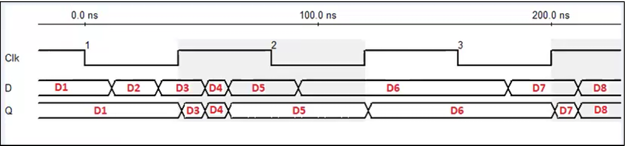 0.0 ns 100.0 ns 200.0 ns
1 2 3
Clk
D D1 D2 D3 D4 D5 D6 D7 D8
Q D1 D3 D4 D5 D6 D7 D8